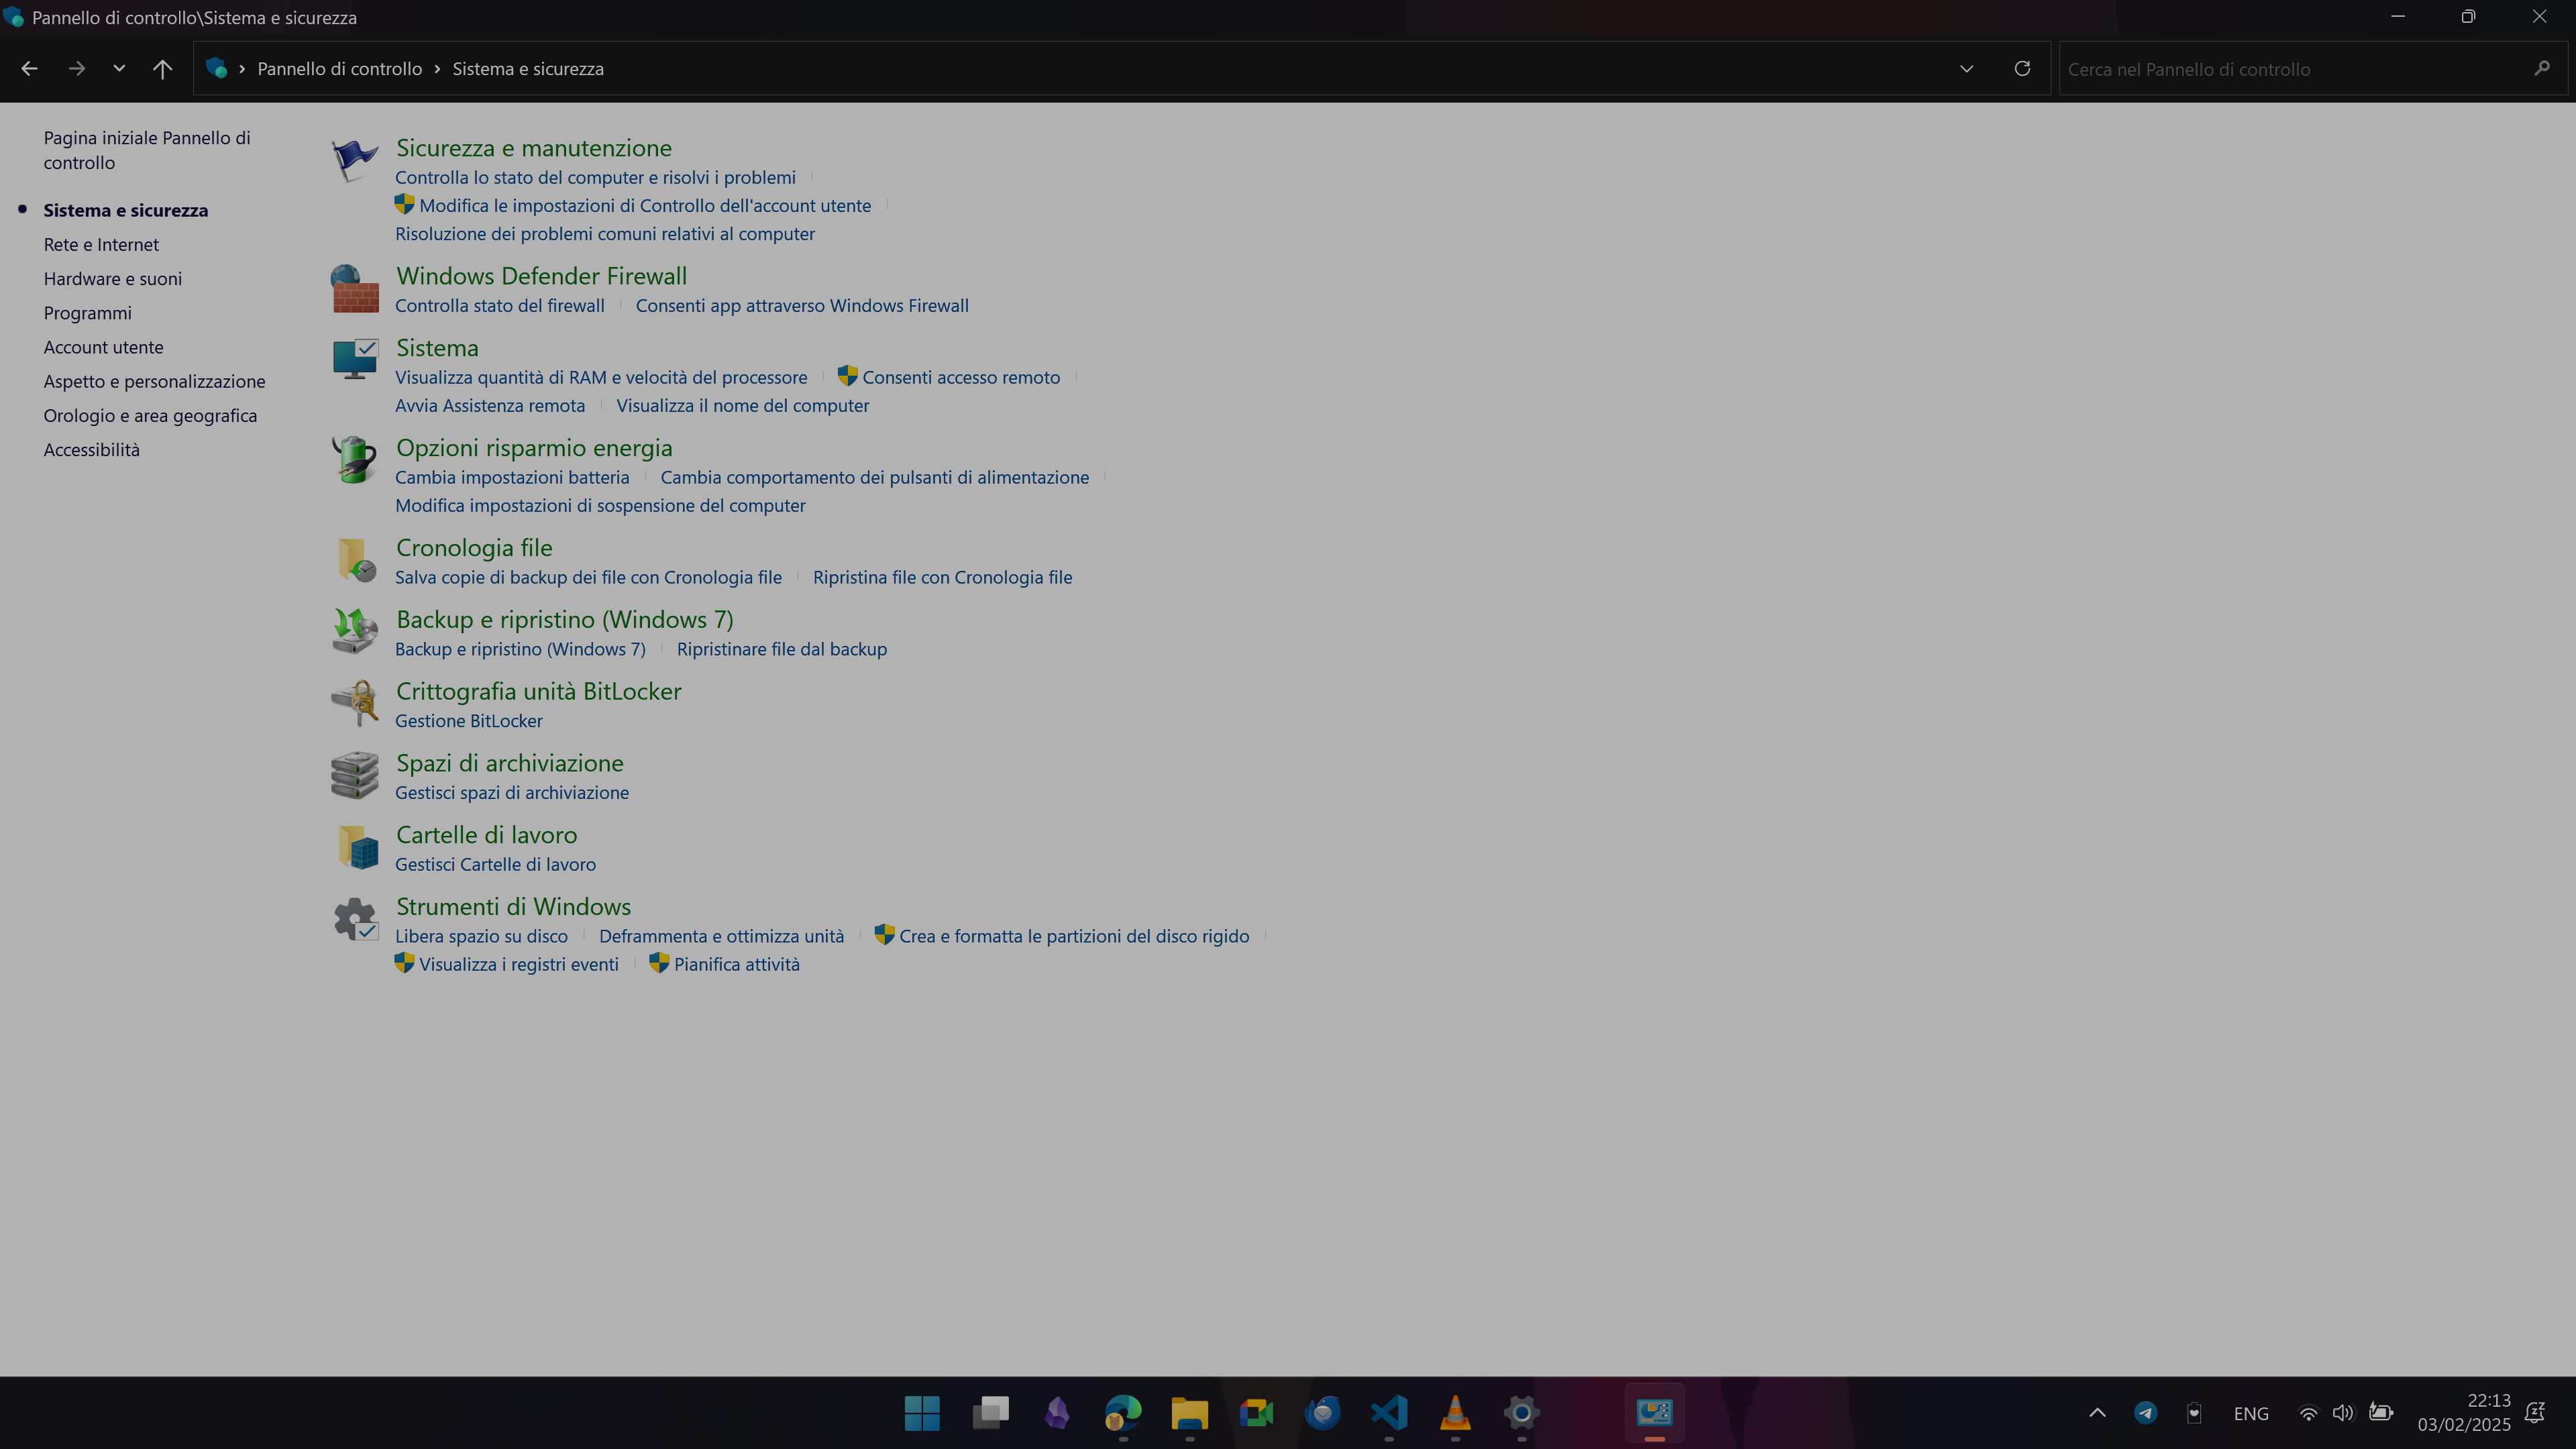 Pannello di controllo\Sistema e sicurezza
Pannello di controllo › Sistema e sicurezza
Cerca nel Pannello di controllo
Pagina iniziale Pannello di
controllo
Sistema e sicurezza
Rete e Internet
Hardware e suoni
Programmi
Account utente
Aspetto e personalizzazione
Orologio e area geografica
Accessibilità
Sicurezza e manutenzione
Controlla lo stato del computer e risolvi i problemi
Modifica le impostazioni di Controllo dell'account utente
Risoluzione dei problemi comuni relativi al computer
Windows Defender Firewall
Controlla stato del firewall Consenti app attraverso Windows Firewall
Sistema
Visualizza quantità di RAM e velocità del processore Consenti accesso remoto
Avvia Assistenza remota Visualizza il nome del computer
Opzioni risparmio energia
Cambia impostazioni batteria Cambia comportamento dei pulsanti di alimentazione
Modifica impostazioni di sospensione del computer
Cronologia file
Salva copie di backup dei file con Cronologia file Ripristina file con Cronologia file
Backup e ripristino (Windows 7)
Backup e ripristino (Windows 7) Ripristinare file dal backup
Crittografia unità BitLocker
Gestione BitLocker
Spazi di archiviazione
Gestisci spazi di archiviazione
Cartelle di lavoro
Gestisci Cartelle di lavoro
Strumenti di Windows
Libera spazio su disco Deframmenta e ottimizza unità Crea e formatta le partizioni del disco rigido
Visualizza i registri eventi Pianifica attività
ENG
22:13
03/02/2025